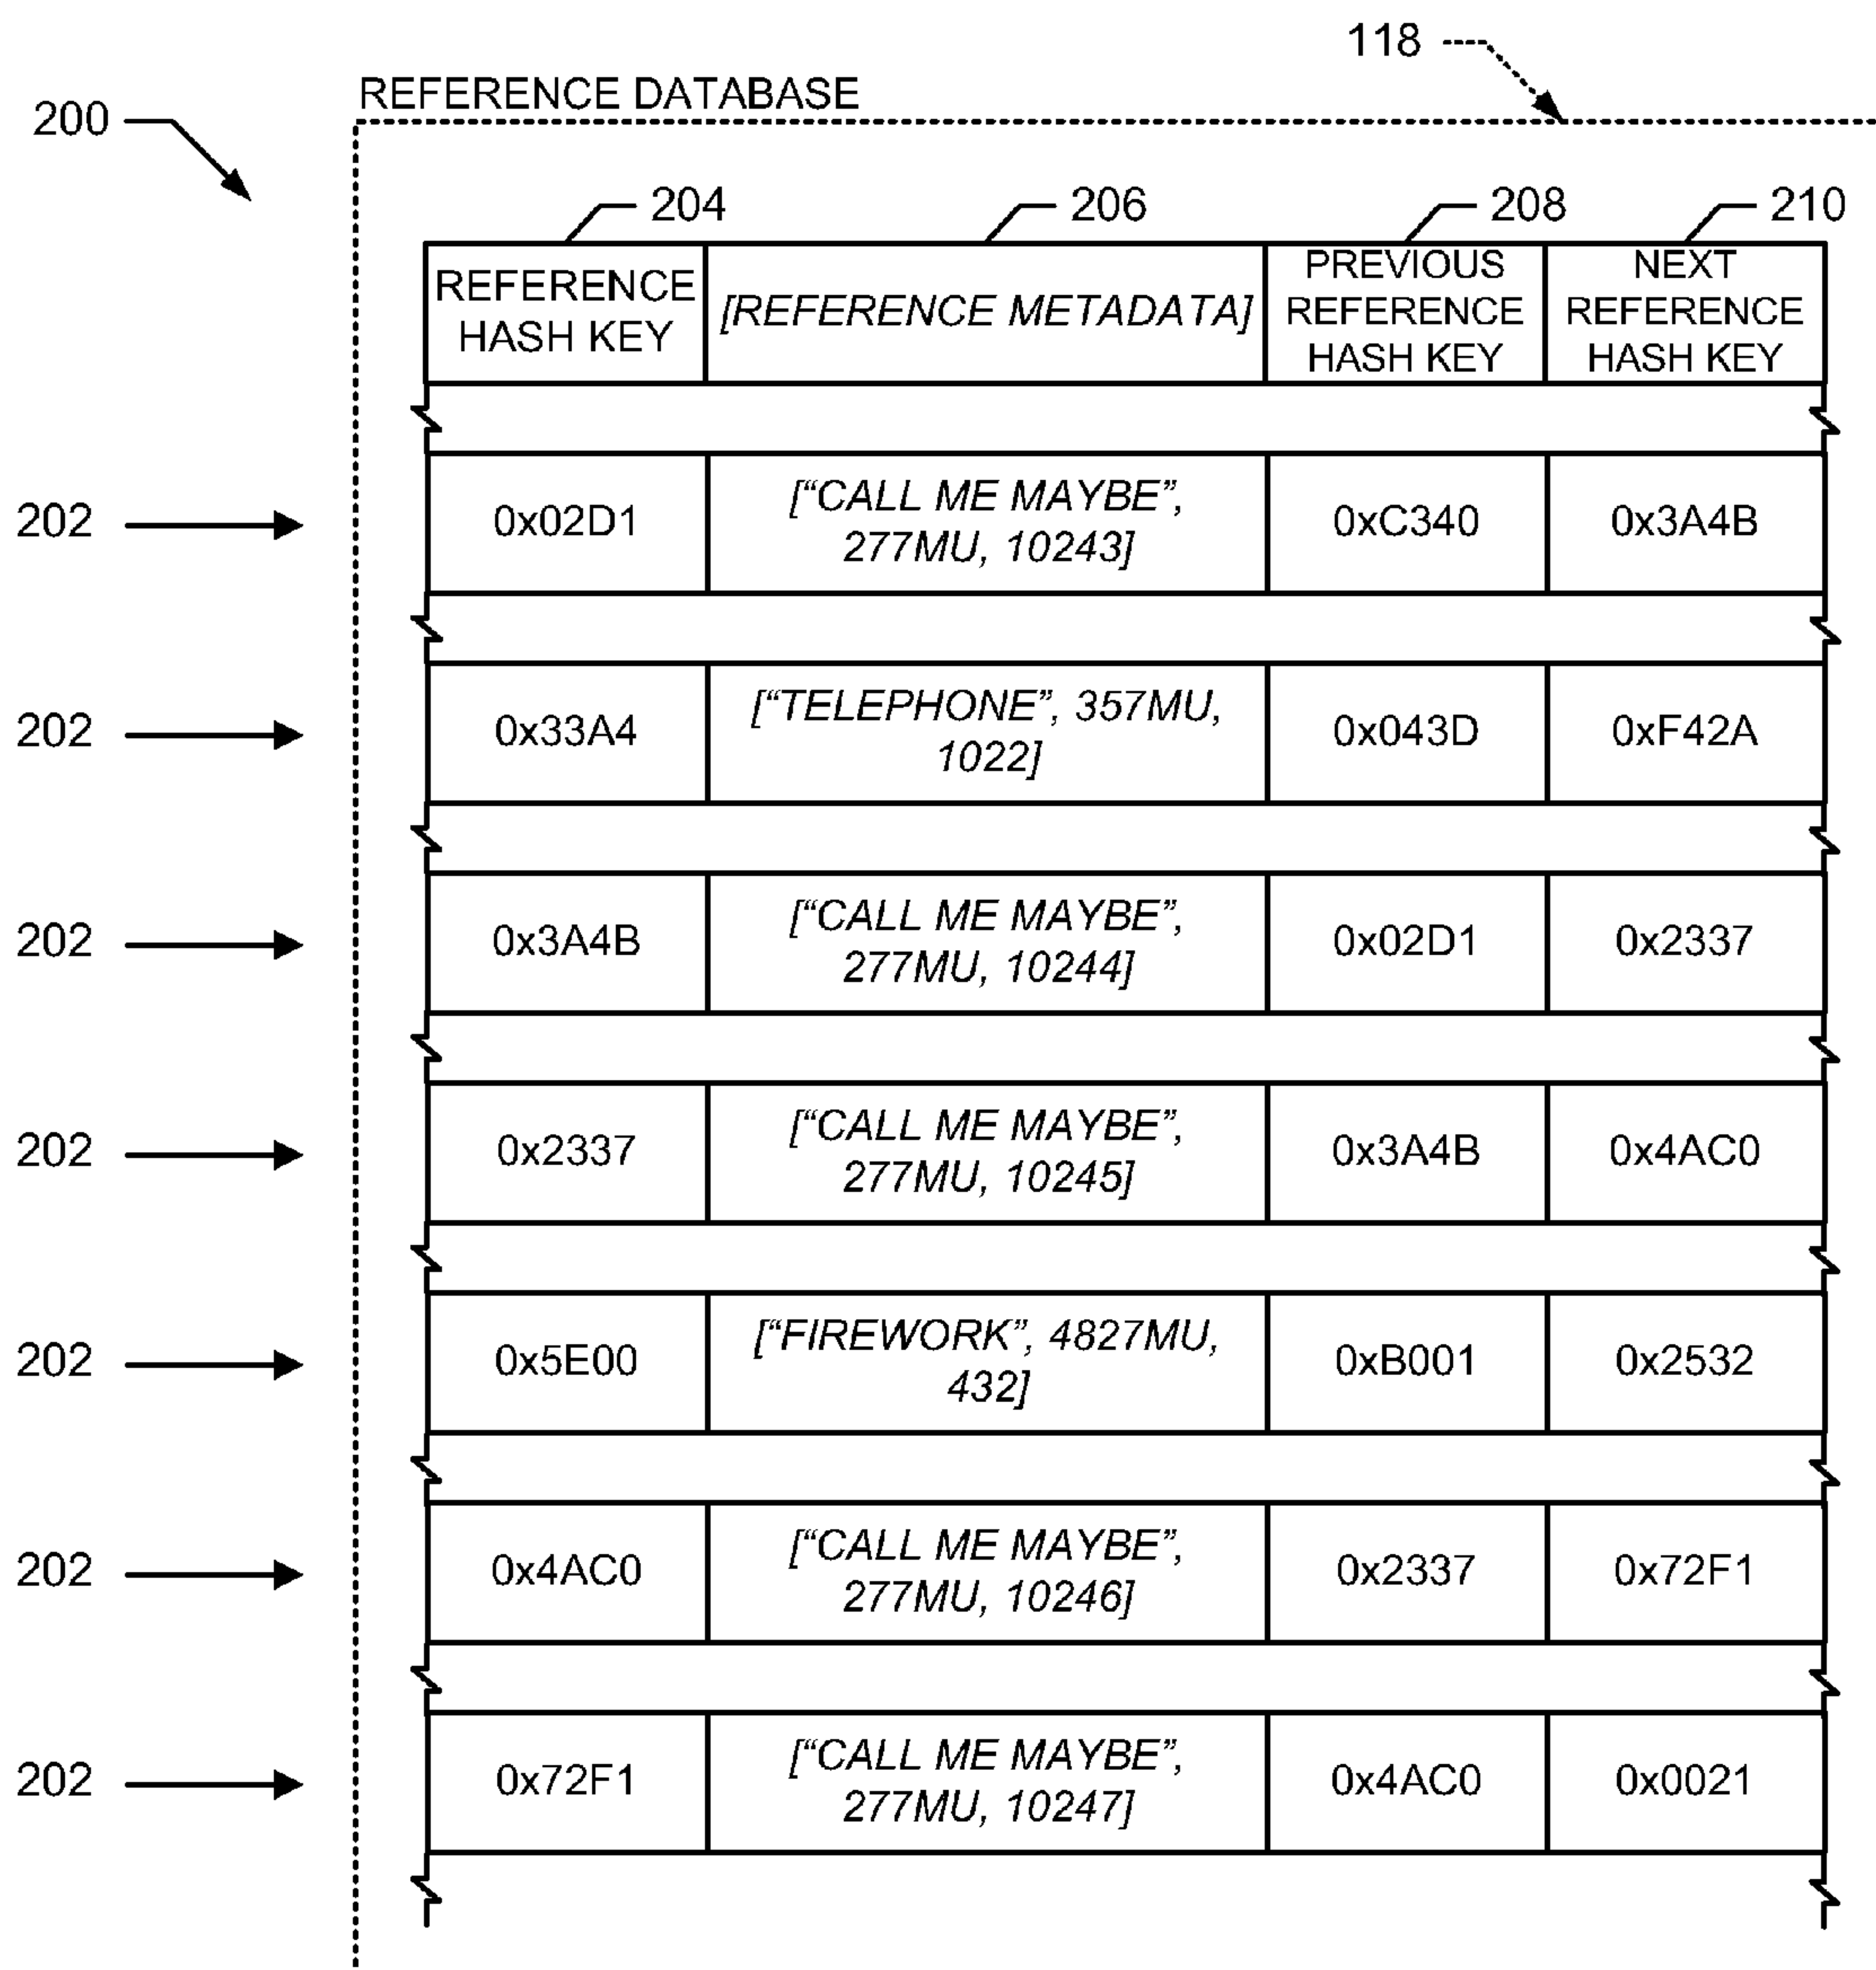 118
REFERENCE DATABASE
200
204
206
208
210
REFERENCE
HASH KEY
[REFERENCE METADATA]
PREVIOUS
REFERENCE
HASH KEY
NEXT
REFERENCE
HASH KEY
202
0x02D1
[“CALL ME MAYBE”,
277MU, 10243]
0xC340
0x3A4B
202
0x33A4
[“TELEPHONE”, 357MU,
1022]
0x043D
0xF42A
202
0x3A4B
[“CALL ME MAYBE”,
277MU, 10244]
0x02D1
0x2337
202
0x2337
[“CALL ME MAYBE”,
277MU, 10245]
0x3A4B
0x4AC0
202
0x5E00
[“FIREWORK”, 4827MU,
432]
0xB001
0x2532
202
0x4AC0
[“CALL ME MAYBE”,
277MU, 10246]
0x2337
0x72F1
202
0x72F1
[“CALL ME MAYBE”,
277MU, 10247]
0x4AC0
0x0021